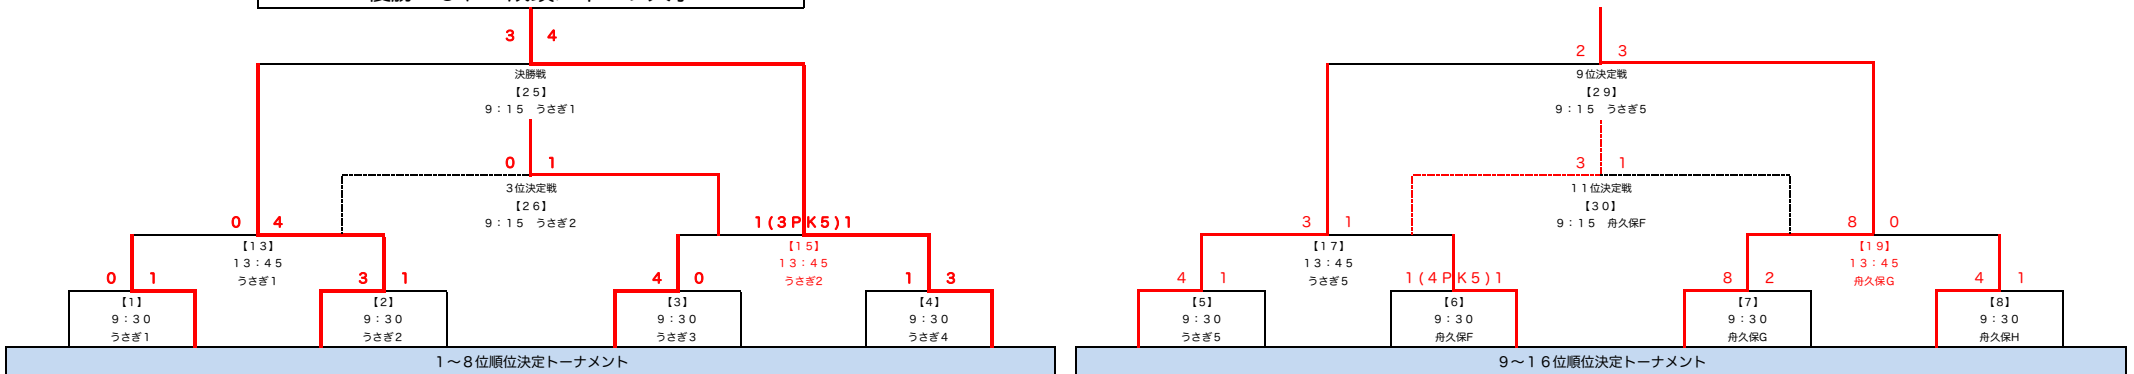 3 4
決勝戦
【25】
9:15 うさぎ1
0 1
3位決定戦
【26】
9:15 うさぎ2
0 4
【13】
13:45
うさぎ1
1(3PK5)1
【15】
13:45
うさぎ2
0 1
【1】
9:30
うさぎ1
3 1
【2】
9:30
うさぎ2
4 0
【3】
9:30
うさぎ3
1 3
【4】
9:30
うさぎ4
1～8位順位決定トーナメント
2 3
9位決定戦
【29】
9:15 うさぎ5
3 1
11位決定戦
【30】
9:15 舟久保F
3 1
【17】
13:45
うさぎ5
8 0
【19】
13:45
舟久保G
4 1
【5】
9:30
うさぎ5
1(4PK5)1
【6】
9:30
舟久保F
8 2
【7】
9:30
舟久保G
4 1
【8】
9:30
舟久保H
9～16位順位決定トーナメント